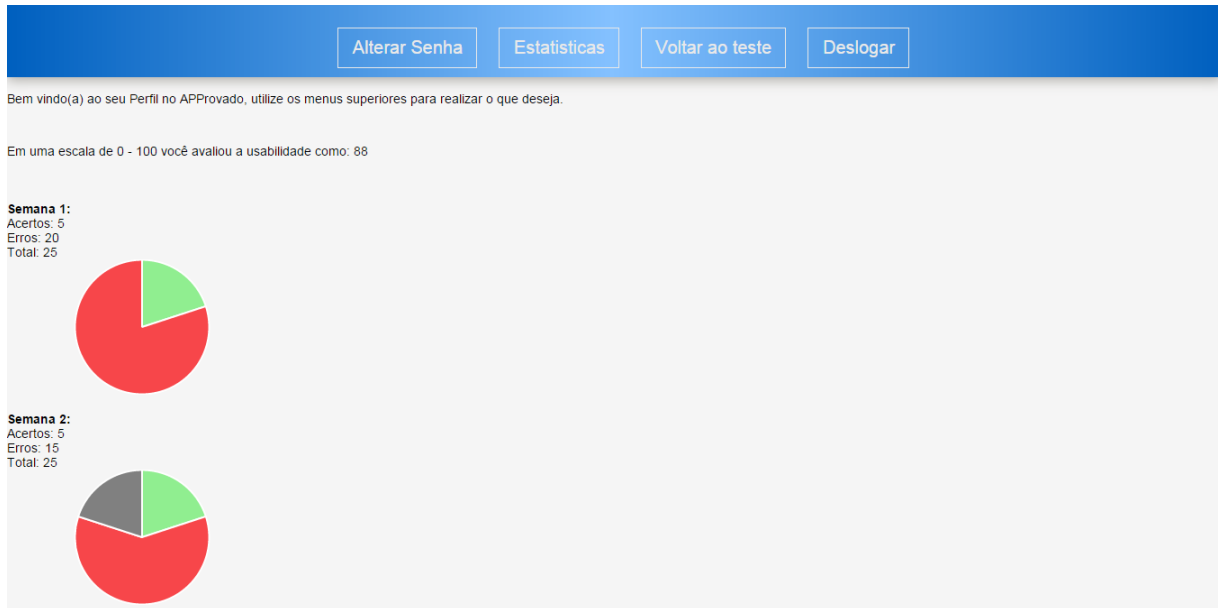 Alterar Senha Estatisticas Voltar ao teste Deslogar
Bem vindo(a) ao seu Perfil no APProvado, utilize os menus superiores para realizar o que deseja.
Em uma escala de 0 - 100 você avaliou a usabilidade como: 88
Semana 1:
Acertos: 5
Erros: 20
Total: 25
Semana 2:
Acertos: 5
Erros: 15
Total: 25